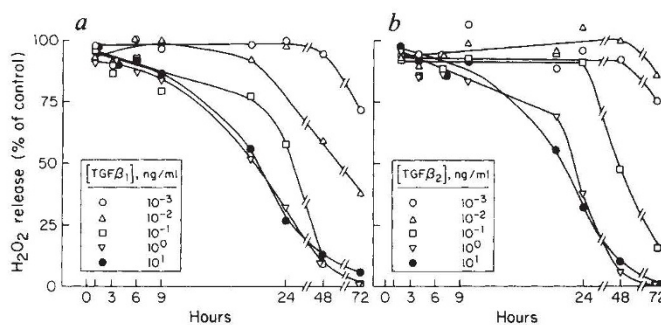 a
b
H₂O₂ release (% of control)
100
75
50
25
0
[TGFβ₁], ng/ml
10⁻³
10⁻²
10⁻¹
10⁰
10¹
[TGFβ₂], ng/ml
10⁻³
10⁻²
10⁻¹
10⁰
10¹
0 3 6 9 24 48 72
0 3 7 9 24 48 72
Hours
Hours